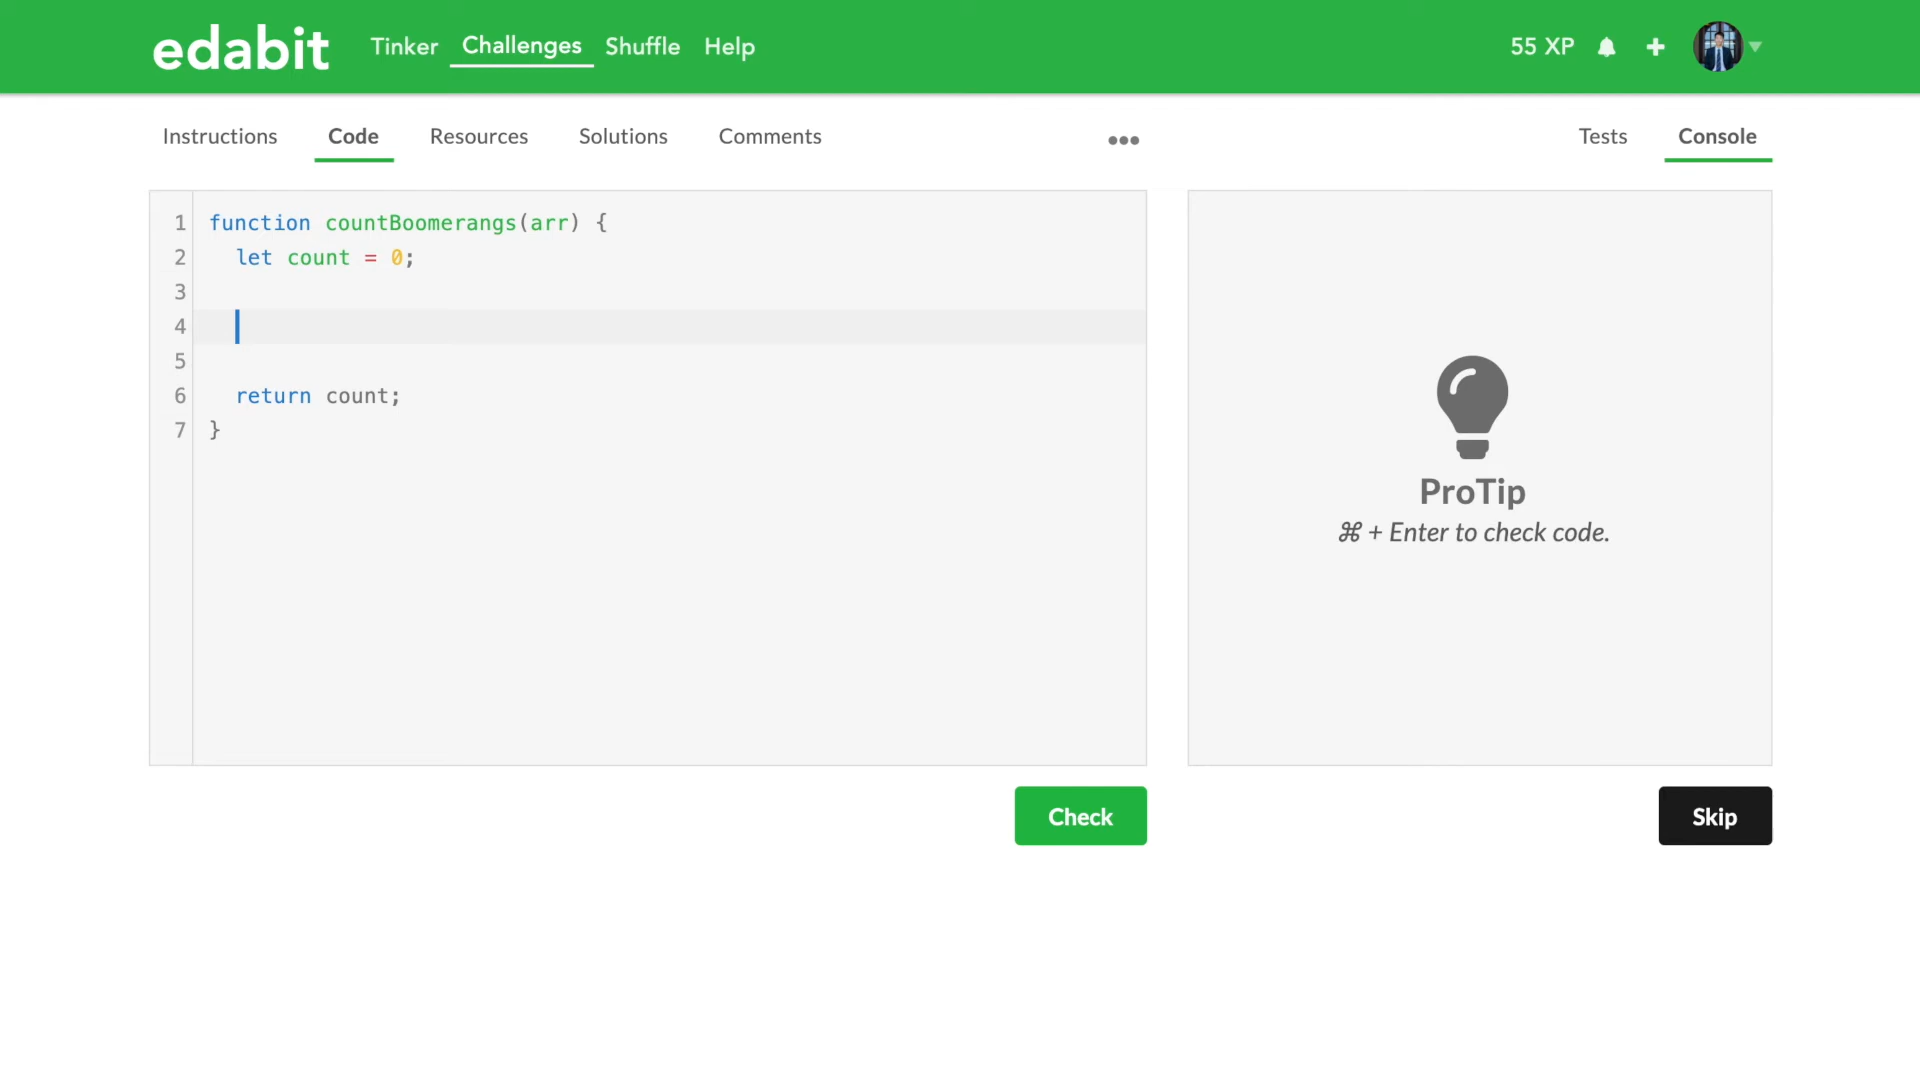 edabit Tinker Challenges Shuffle Help 55 XP
Instructions Code Resources Solutions Comments ••• Tests Console
1 function countBoomerangs(arr) {
2 let count = 0;
3
4
5
6 return count;
7 }
ProTip
⌘ + Enter to check code.
Check Skip